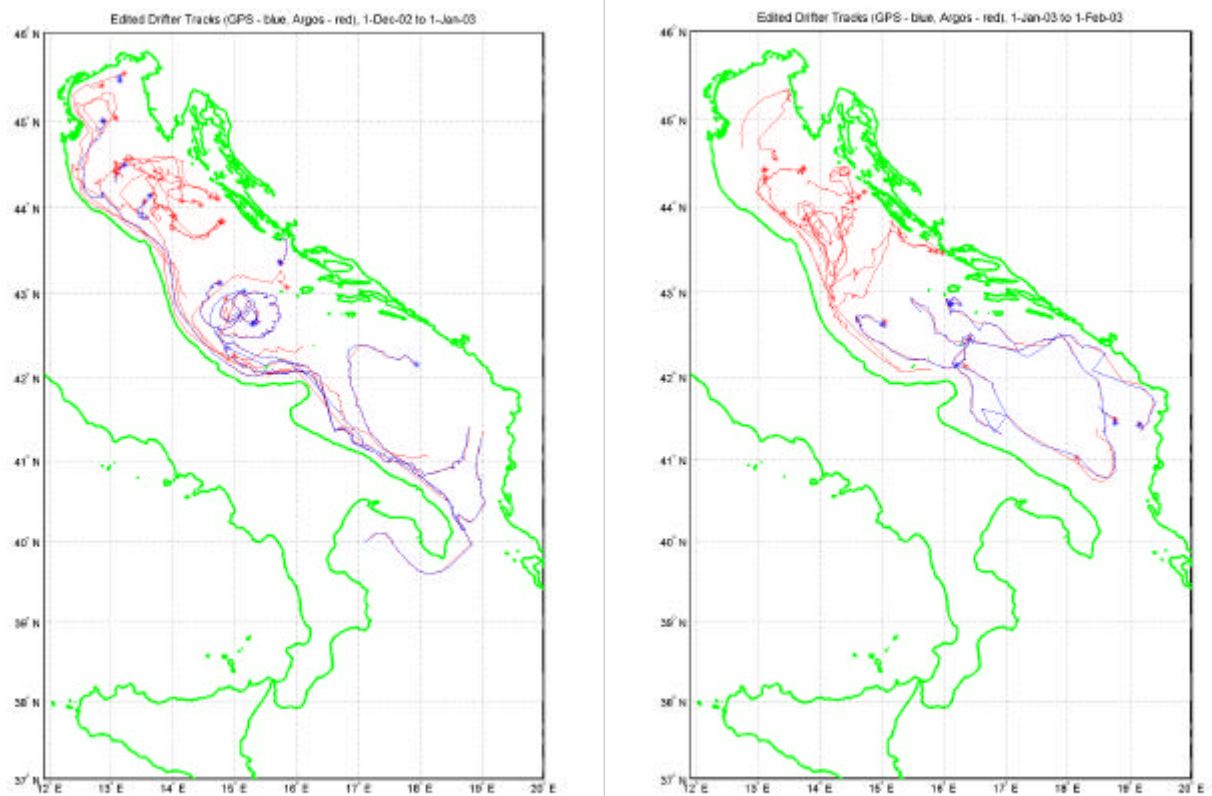 Edited Drifter Tracks (GPS - blue, Argos - red), 1-Dec-02 to 1-Jan-03
46° N
45° N
44° N
43° N
42° N
41° N
40° N
39° N
38° N
37° N
12° E 13° E 14° E 15° E 16° E 17° E 18° E 19° E 20° E
Edited Drifter Tracks (GPS - blue, Argos - red), 1-Jan-03 to 1-Feb-03
46° N
45° N
44° N
43° N
42° N
41° N
40° N
39° N
38° N
37° N
12° E 13° E 14° E 15° E 16° E 17° E 18° E 19° E 20° E